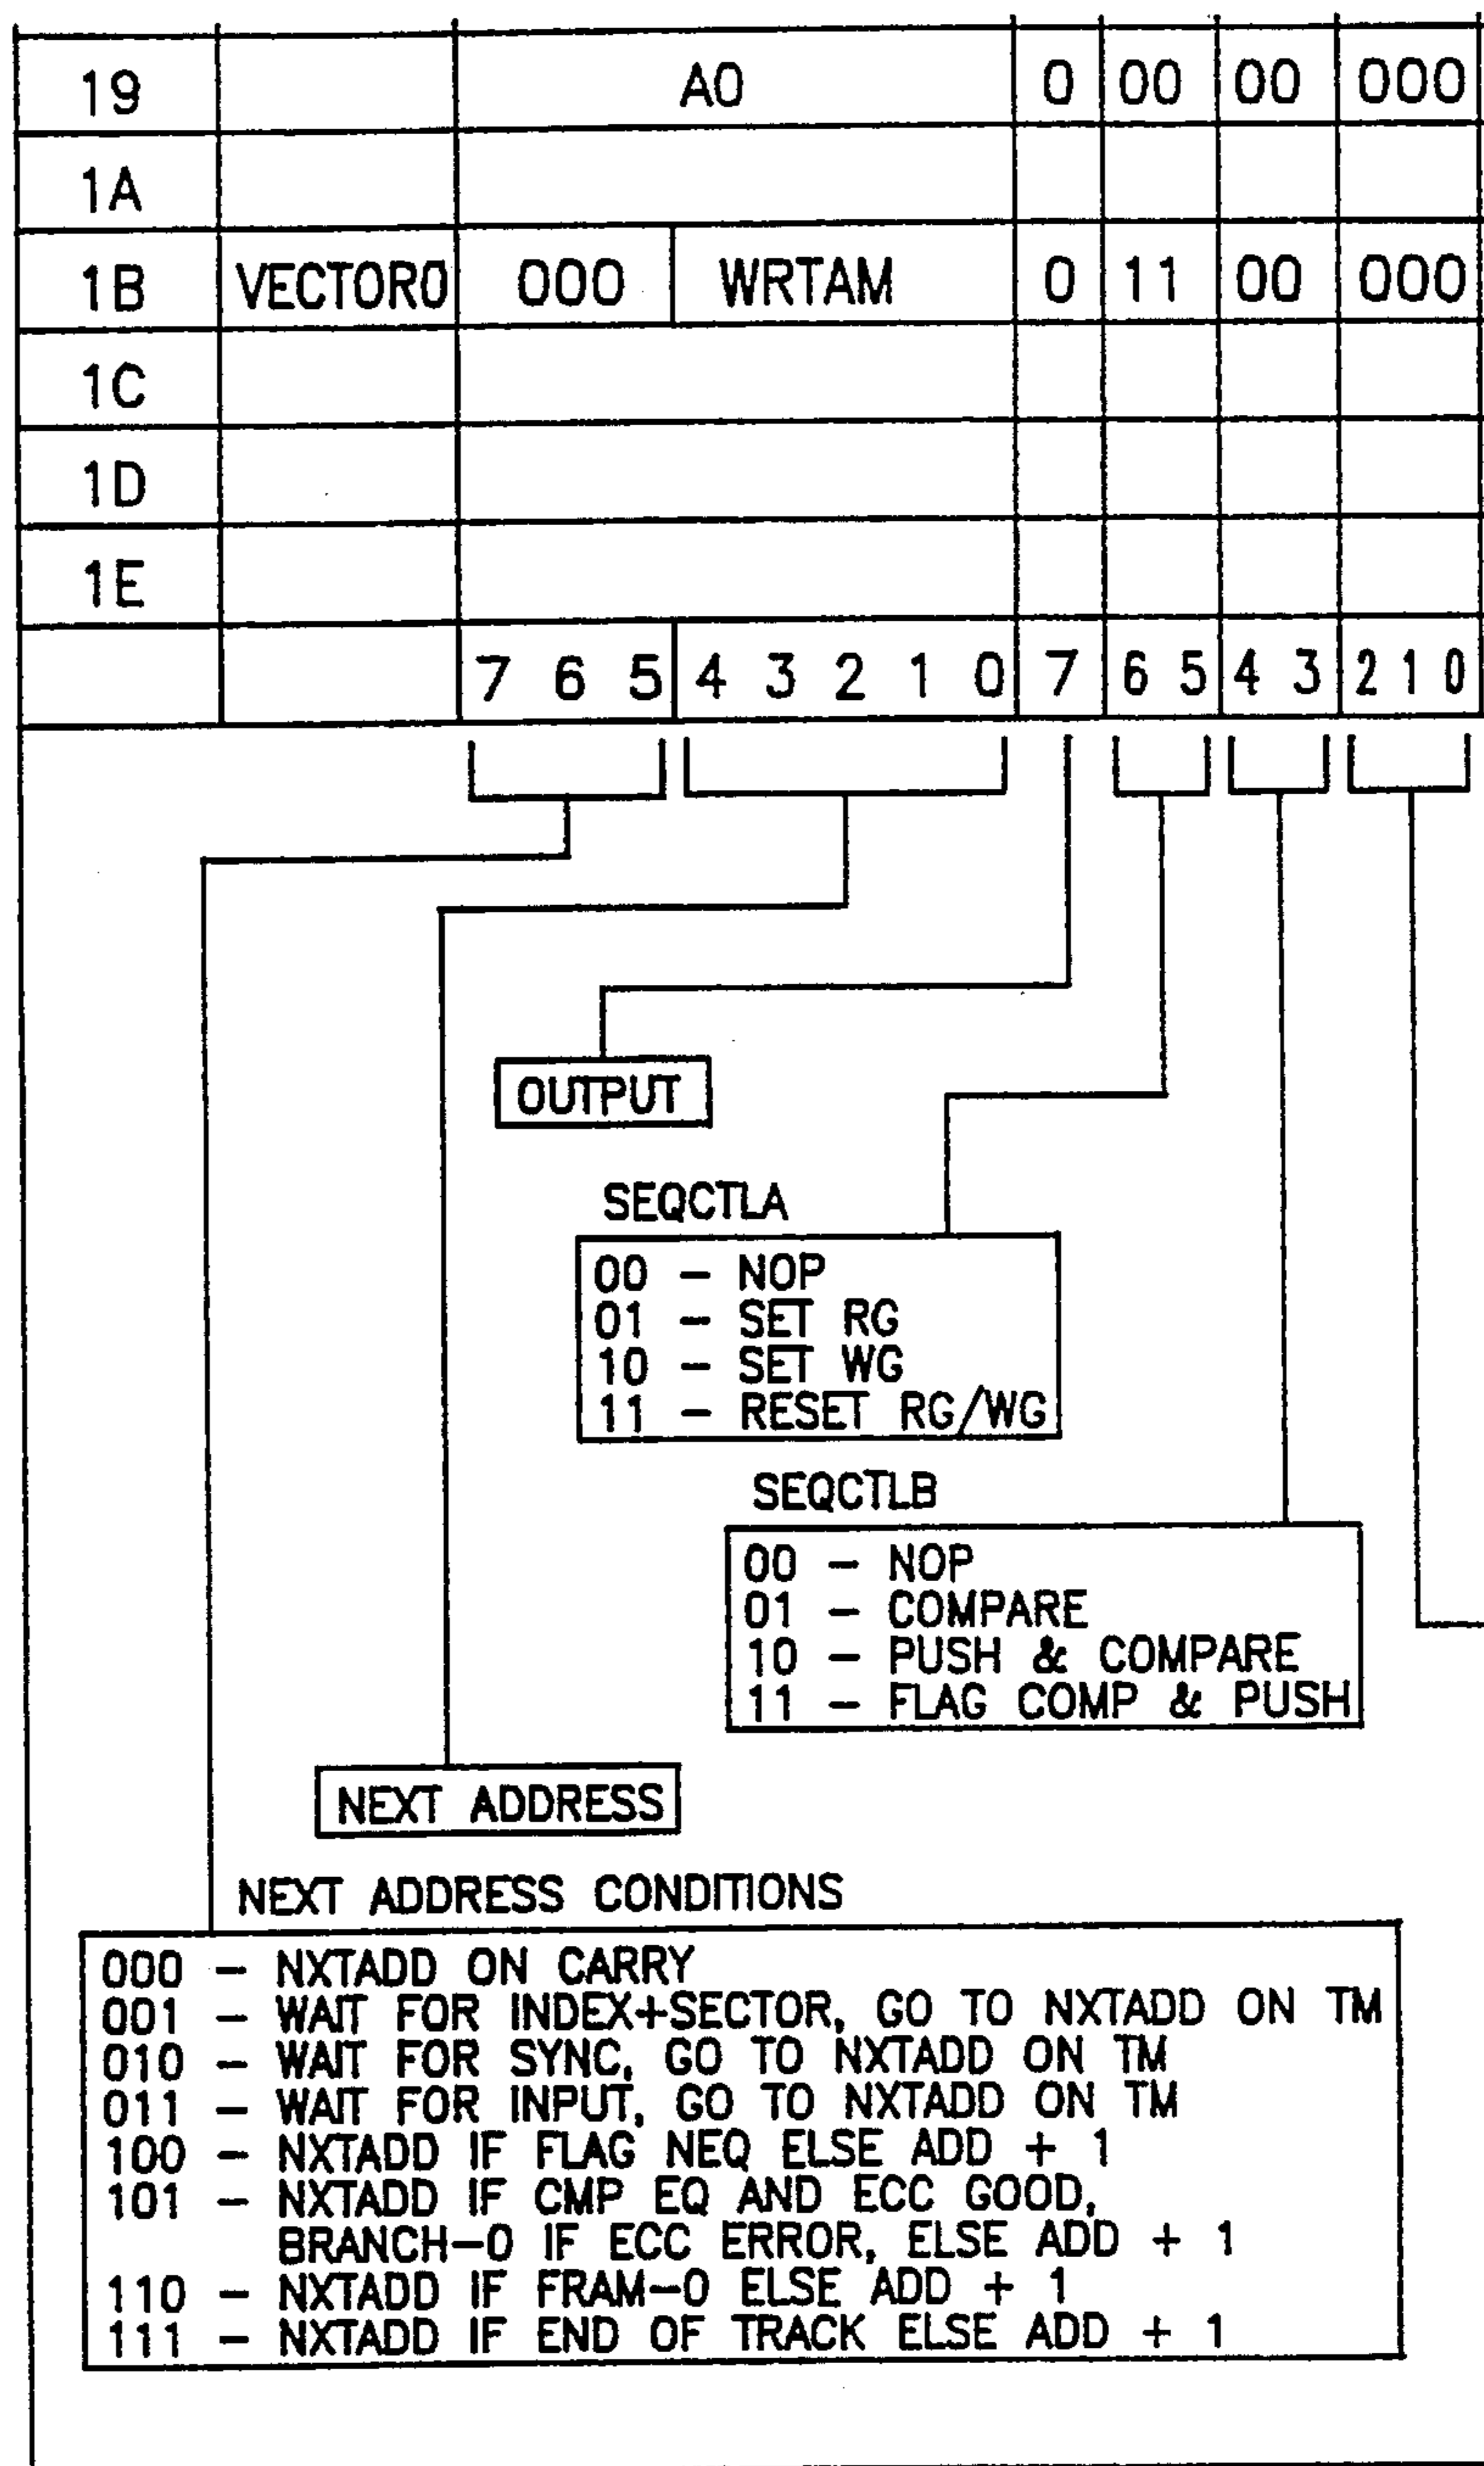 19 A0 0 00 00 000
1A
1B VECTOR0 000 WRTAM 0 11 00 000
1C
1D
1E
7 6 5 4 3 2 1 0 7 6 5 4 3 2 1 0
OUTPUT
SEQCTLA
00 – NOP
01 – SET RG
10 – SET WG
11 – RESET RG/WG
SEQCTLB
00 – NOP
01 – COMPARE
10 – PUSH & COMPARE
11 – FLAG COMP & PUSH
NEXT ADDRESS
NEXT ADDRESS CONDITIONS
000 – NXTADD ON CARRY
001 – WAIT FOR INDEX+SECTOR, GO TO NXTADD ON TM
010 – WAIT FOR SYNC, GO TO NXTADD ON TM
011 – WAIT FOR INPUT, GO TO NXTADD ON TM
100 – NXTADD IF FLAG NEQ ELSE ADD + 1
101 – NXTADD IF CMP EQ AND ECC GOOD,
BRANCH–0 IF ECC ERROR, ELSE ADD + 1
110 – NXTADD IF FRAM–0 ELSE ADD + 1
111 – NXTADD IF END OF TRACK ELSE ADD + 1